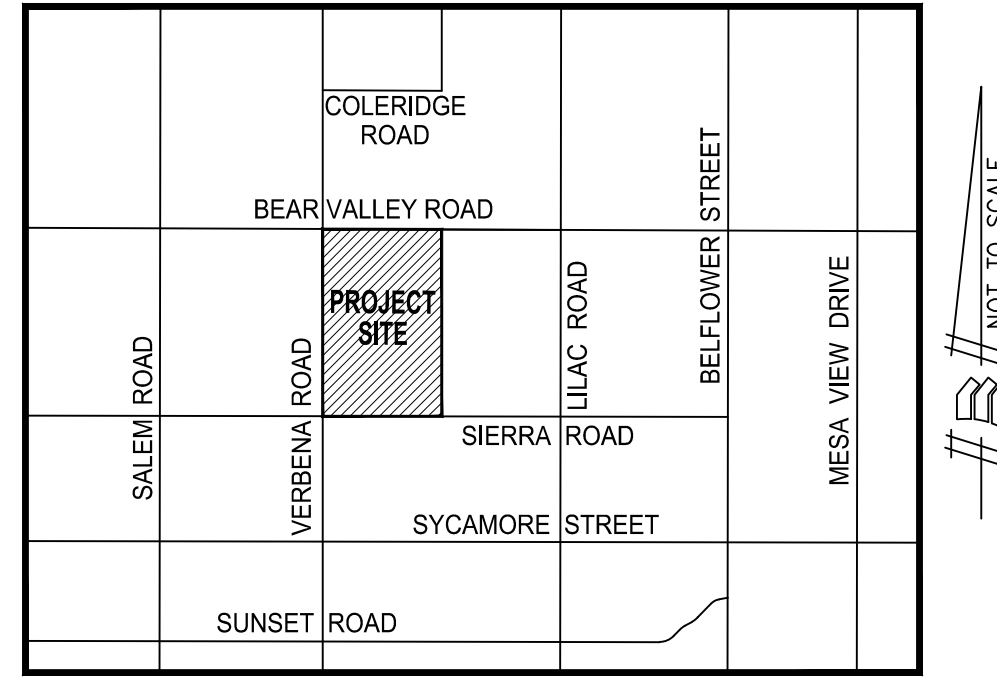 COLERIDGE
ROAD
BEAR VALLEY ROAD
BELFLOWER STREET
PROJECT
SITE
LILAC ROAD
MESA VIEW DRIVE
SALEM ROAD
VERBENA ROAD
SIERRA ROAD
SYCAMORE STREET
SUNSET ROAD
NOT TO SCALE